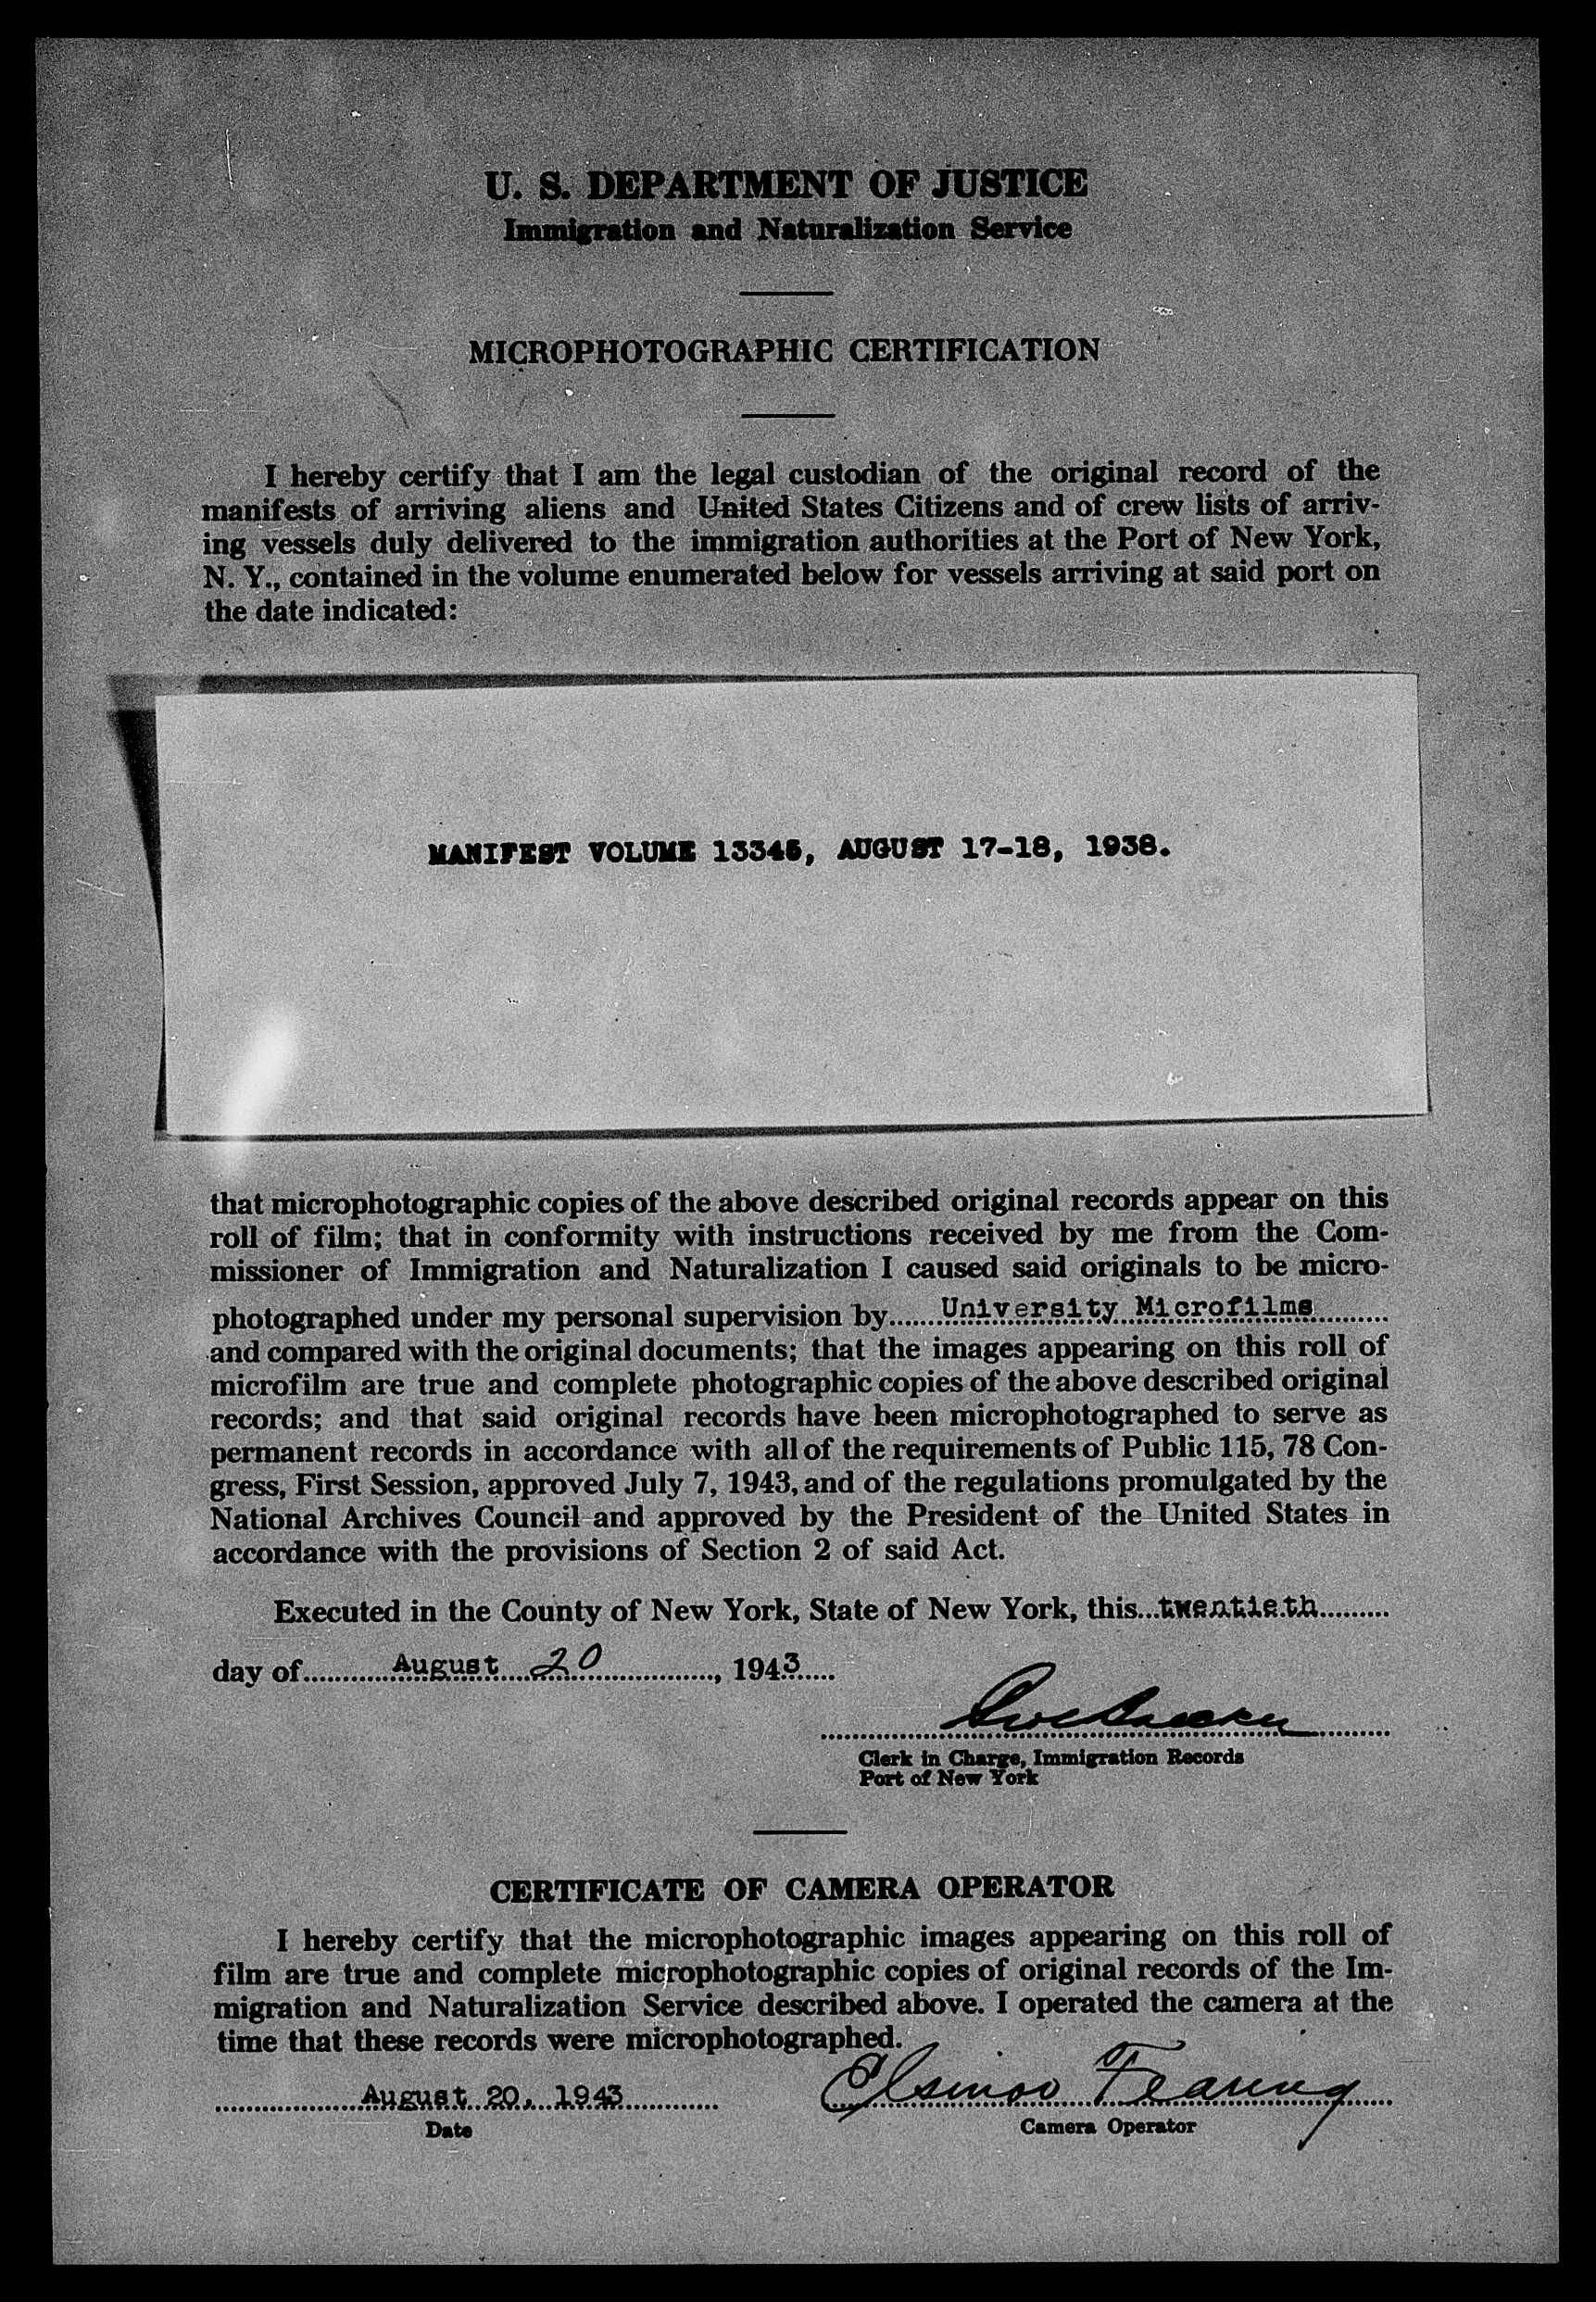 U. S. DEPARTMENT OF JUSTICE
Immigration and Naturalization Service
MICROPHOTOGRAPHIC CERTIFICATION
I hereby certify that I am the legal custodian of the original record of the
manifests of arriving aliens and United States Citizens and of crew lists of arriv-
ing vessels duly delivered to the immigration authorities at the Port of New York,
N. Y., contained in the volume enumerated below for vessels arriving at said port on
the date indicated:
MANIFEST VOLUME 13345, AUGUST 17-18, 1938.
that microphotographic copies of the above described original records appear on this
roll of film; that in conformity with instructions received by me from the Com-
missioner of Immigration and Naturalization I caused said originals to be micro-
photographed under my personal supervision by University Microfilms
and compared with the original documents; that the images appearing on this roll of
microfilm are true and complete photographic copies of the above described original
records; and that said original records have been microphotographed to serve as
permanent records in accordance with all of the requirements of Public 115, 78 Con-
gress, First Session, approved July 7, 1943, and of the regulations promulgated by the
National Archives Council and approved by the President of the United States in
accordance with the provisions of Section 2 of said Act.
Executed in the County of New York, State of New York, this twentieth
day of August 20, 1943
Clerk in Charge, Immigration Records
Port of New York
CERTIFICATE OF CAMERA OPERATOR
I hereby certify that the microphotographic images appearing on this roll of
film are true and complete microphotographic copies of original records of the Im-
migration and Naturalization Service described above. I operated the camera at the
time that these records were microphotographed.
August 20, 1943
Date
Camera Operator